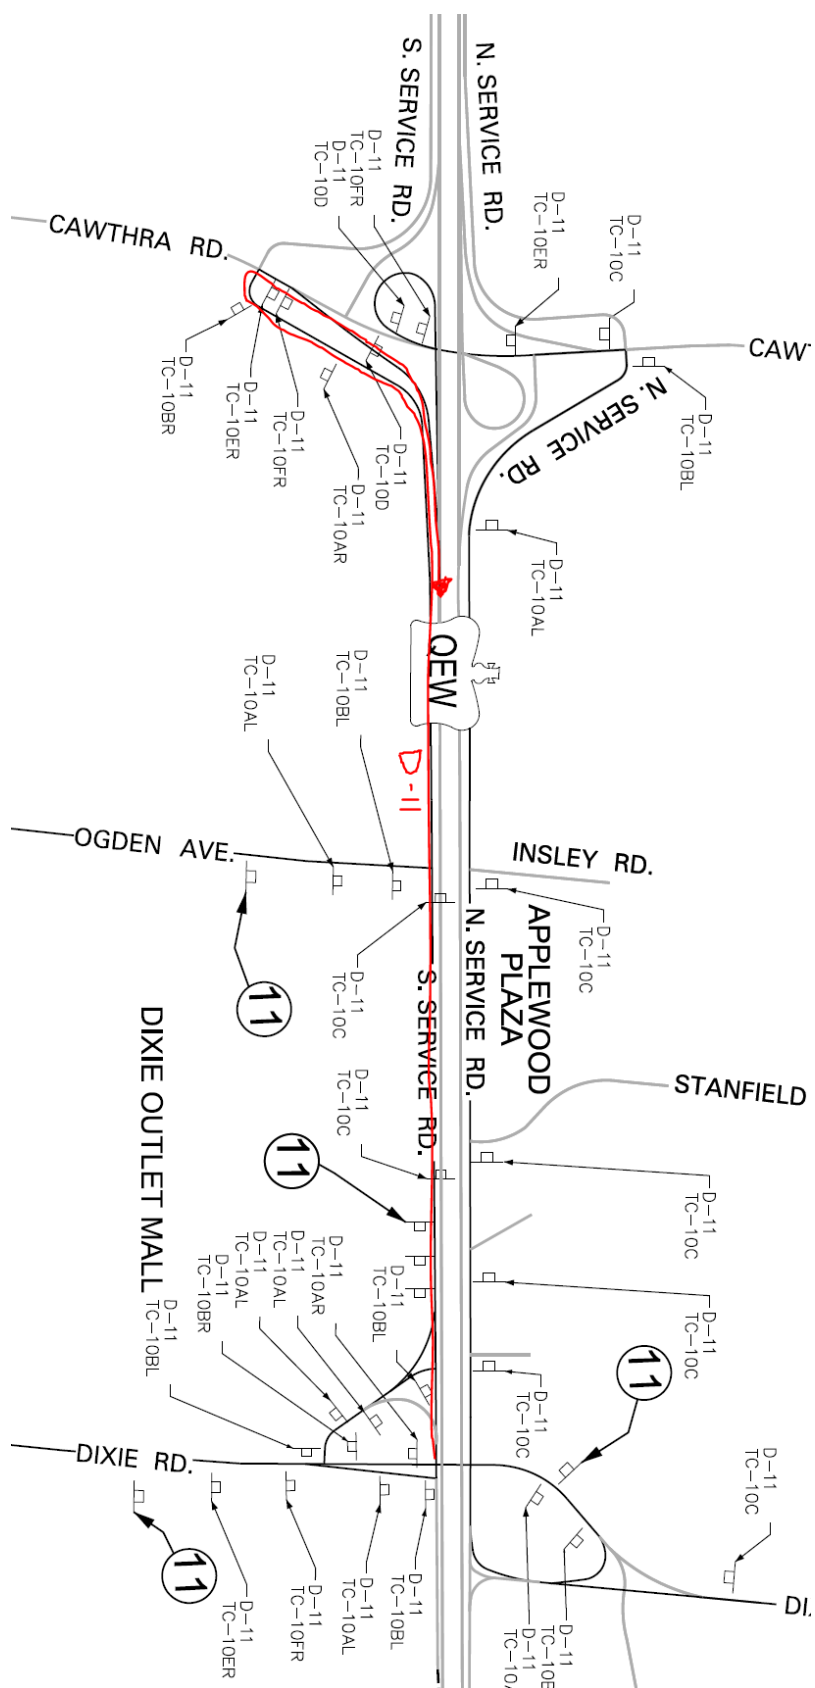 S. SERVICE RD.
N. SERVICE RD.
D-11
TC-10FR
D-11
TC-10D
D-11
TC-10ER
D-11
TC-10C
CAWTHRA RD.
CAWT
D-11
TC-10BR
D-11
TC-10ER
D-11
TC-10FR
D-11
TC-10D
D-11
TC-10AR
N. SERVICE RD.
D-11
TC-10BL
D-11
TC-10AL
QEW
D-11
TC-10AL
D-11
TC-10BL
D-11
OGDEN AVE.
INSLEY RD.
11
D-11
TC-10C
S. SERVICE RD.
N. SERVICE RD.
APPLEWOOD
PLAZA
D-11
TC-10C
DIXIE OUTLET MALL
D-11
TC-10C
STANFIELD
11
D-11
TC-10C
D-11
TC-10C
D-11
TC-10C
D-11
TC-10BL
D-11
TC-10AR
D-11
TC-10AL
D-11
TC-10AL
D-11
TC-10BR
D-11
TC-10BL
11
DIXIE RD.
D-11
TC-10C
11
D-11
TC-10ER
D-11
TC-10FR
D-11
TC-10AL
D-11
TC-10BL
D-11
D-11
DI